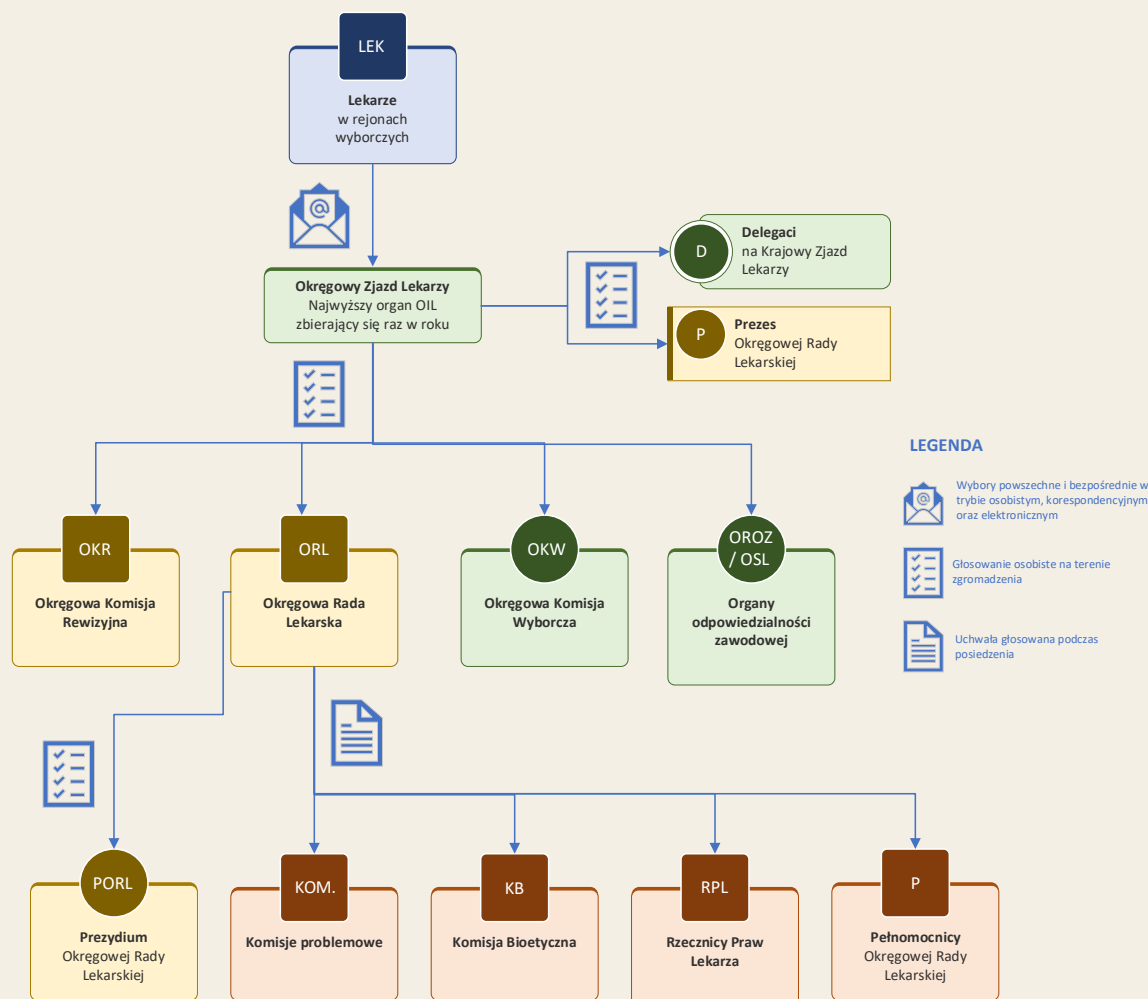 LEK
Lekarze
w rejonach
wyborczych
@
Okręgowy Zjazd Lekarzy
Najwyższy organ OIL
zbierający się raz w roku
D
Delegaci
na Krajowy Zjazd
Lekarzy
P
Prezes
Okręgowej Rady
Lekarskiej
LEGENDA
@
Wybory powszechne i bezpośrednie w
trybie osobistym, korespondencyjnym
oraz elektronicznym
Głosowanie osobiste na terenie
zgromadzenia
Uchwała głosowana podczas
posiedzenia
OKR
Okręgowa Komisja
Rewizyjna
ORL
Okręgowa Rada
Lekarska
OKW
Okręgowa Komisja
Wyborcza
OROZ
/ OSL
Organy
odpowiedzialności
zawodowej
PORL
Prezydium
Okręgowej Rady
Lekarskiej
KOM.
Komisje problemowe
KB
Komisja Bioetyczna
RPL
Rzecznicy Praw
Lekarza
P
Pełnomocnicy
Okręgowej Rady
Lekarskiej